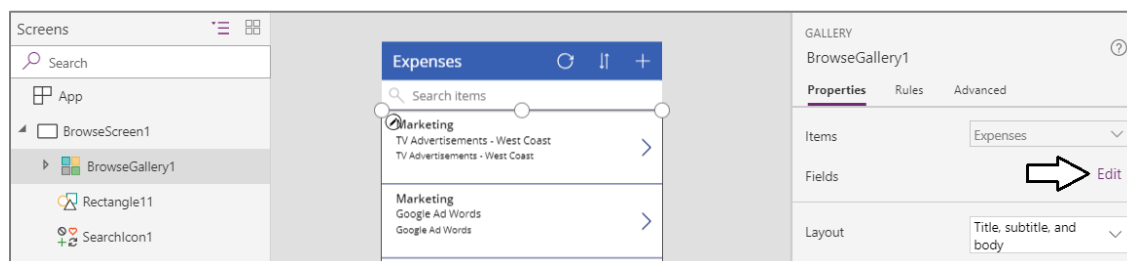 Screens
Search
App
BrowseScreen1
BrowseGallery1
Rectangle11
SearchIcon1
Expenses
Search items
Marketing
TV Advertisements - West Coast
TV Advertisements - West Coast
Marketing
Google Ad Words
Google Ad Words
GALLERY
BrowseGallery1
?
Properties Rules Advanced
Items Expenses
Fields Edit
Layout Title, subtitle, and
body